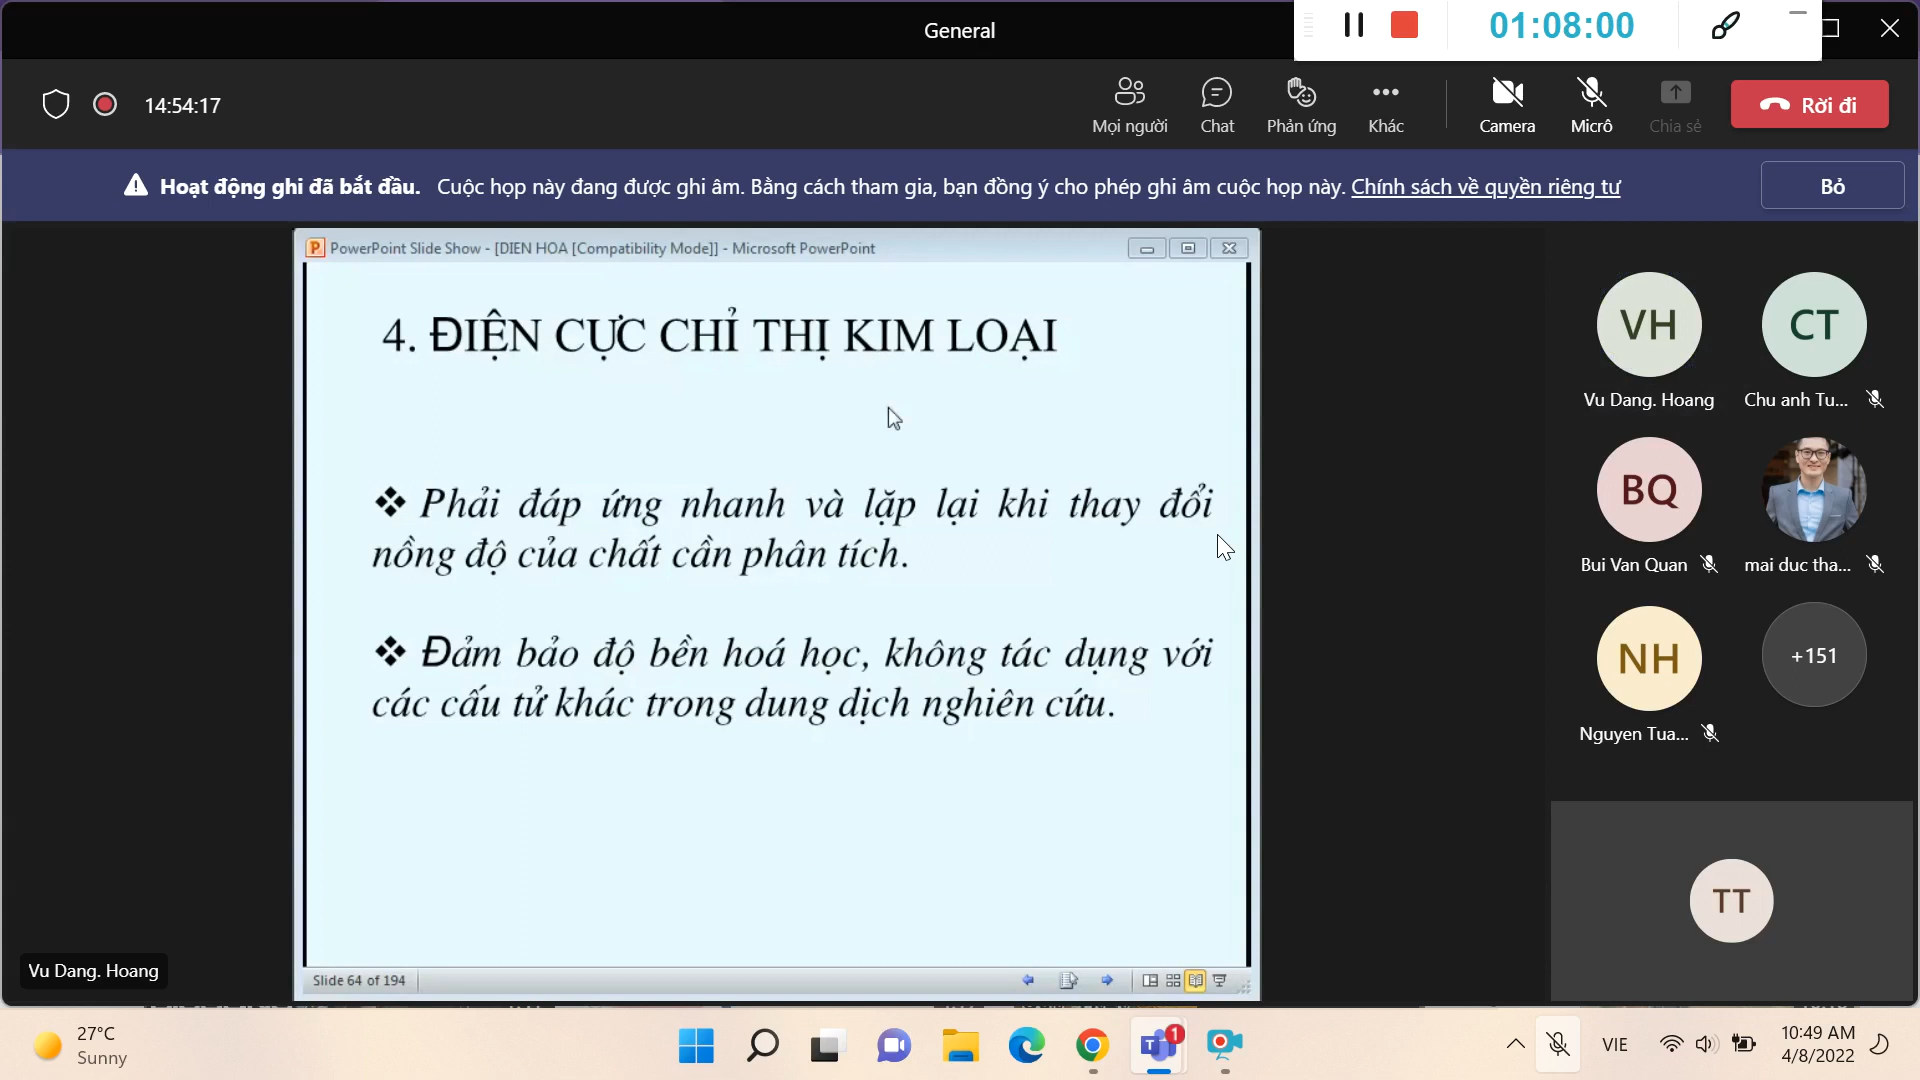 General
01:08:00
14:54:17
Mọi người
Chat
Phản ứng
Khác
Camera
Micrô
Chia sẻ
Rời đi
Hoạt động ghi đã bắt đầu. Cuộc họp này đang được ghi âm. Bằng cách tham gia, bạn đồng ý cho phép ghi âm cuộc họp này. Chính sách về quyền riêng tư
Bỏ
PowerPoint Slide Show - [DIEN HOA [Compatibility Mode]] - Microsoft PowerPoint
4. ĐIỆN CỰC CHỈ THỊ KIM LOẠI
❖ Phải đáp ứng nhanh và lặp lại khi thay đổi
nồng độ của chất cần phân tích.
❖ Đảm bảo độ bền hoá học, không tác dụng với
các cấu tử khác trong dung dịch nghiên cứu.
Slide 64 of 194
Vu Dang. Hoang
VH
Vu Dang. Hoang
CT
Chu anh Tu...
BQ
Bui Van Quan
mai duc tha...
NH
Nguyen Tua...
+151
TT
27°C
Sunny
1
VIE
10:49 AM
4/8/2022